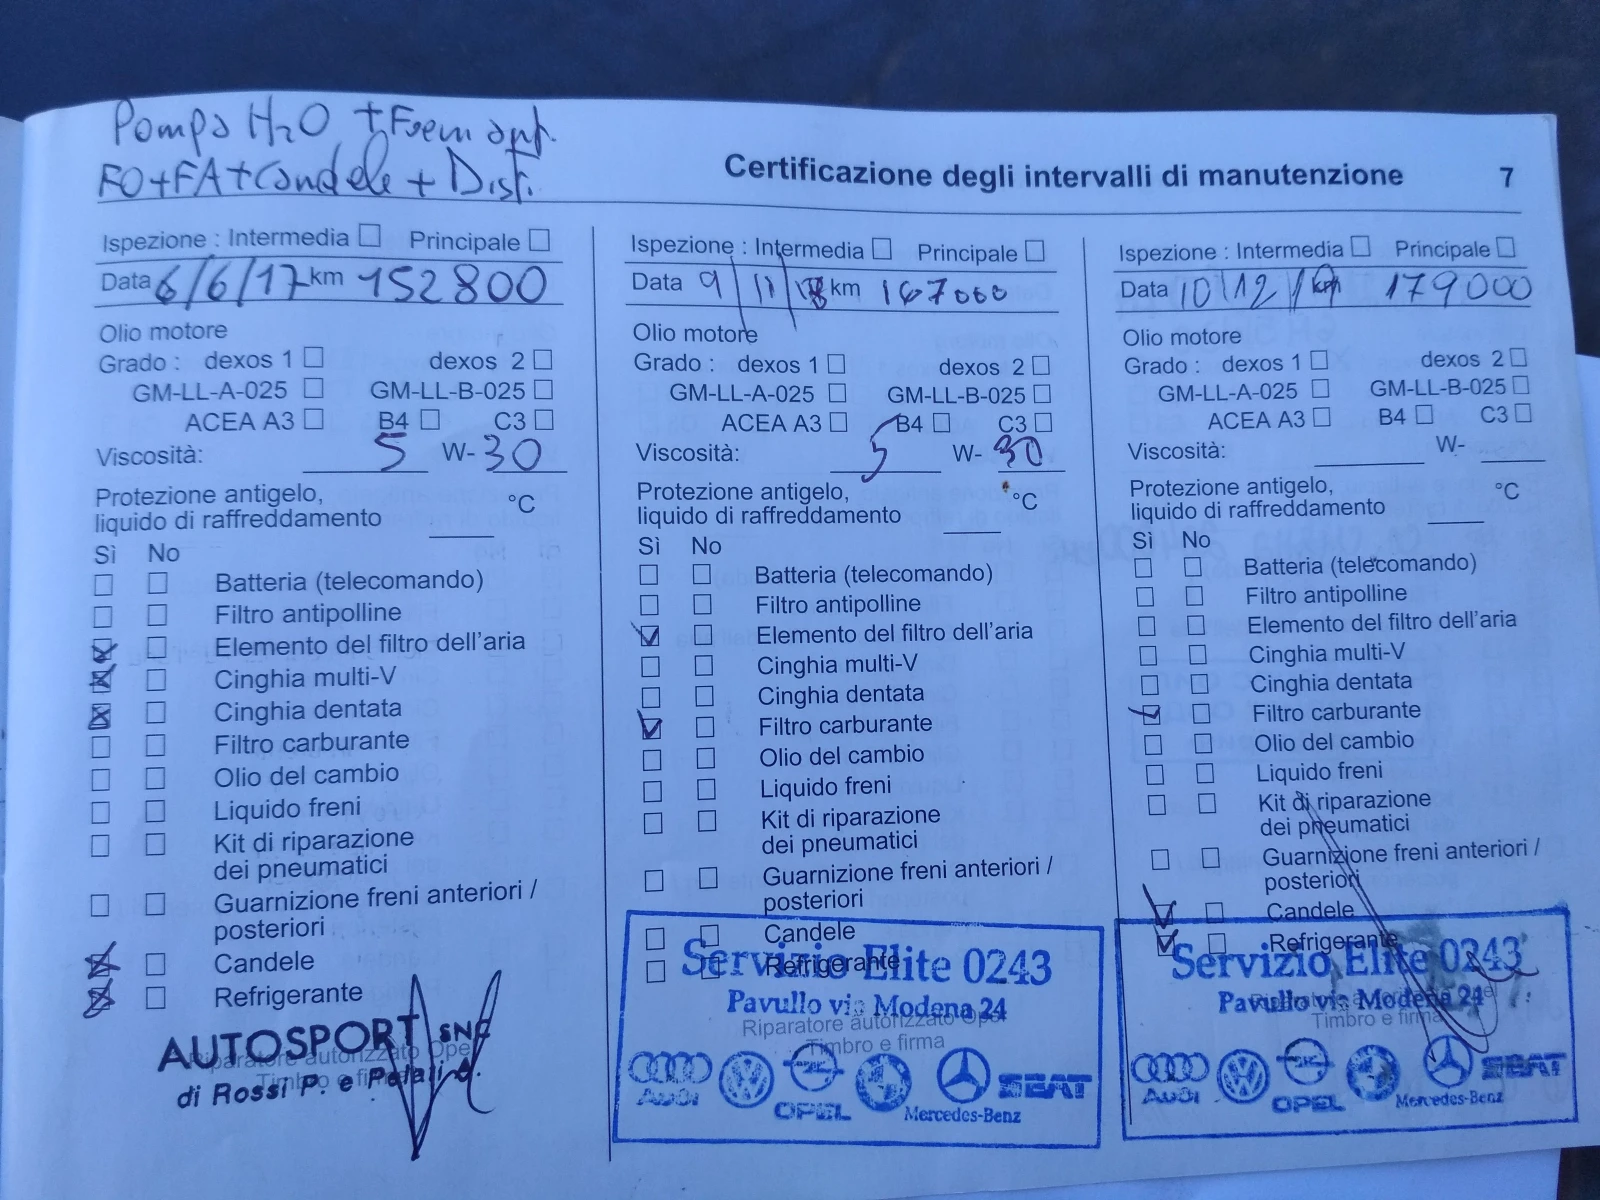 Pompa H2O + Freni ant.
FO+FA+Candele + Dist.
Certificazione degli intervalli di manutenzione 7
Ispezione : Intermedia Principale
Data 6/6/17 km 152800
Olio motore
Grado : dexos 1 dexos 2
GM-LL-A-025 GM-LL-B-025
ACEA A3 B4 C3
Viscosità: 5 W- 30
Protezione antigelo, °C
liquido di raffreddamento
Sì No
Batteria (telecomando)
Filtro antipolline
Elemento del filtro dell'aria
Cinghia multi-V
Cinghia dentata
Filtro carburante
Olio del cambio
Liquido freni
Kit di riparazione
dei pneumatici
Guarnizione freni anteriori /
posteriori
Candele
Refrigerante
AUTOSPORT SNC
Riparatore autorizzato Opel
di Rossi P. e
Timbro e firma
Ispezione : Intermedia Principale
Data 9/11/18 km 167000
Olio motore
Grado : dexos 1 dexos 2
GM-LL-A-025 GM-LL-B-025
ACEA A3 B4 C3
Viscosità: 5 W- 30
Protezione antigelo, °C
liquido di raffreddamento
Sì No
Batteria (telecomando)
Filtro antipolline
Elemento del filtro dell'aria
Cinghia multi-V
Cinghia dentata
Filtro carburante
Olio del cambio
Liquido freni
Kit di riparazione
dei pneumatici
Guarnizione freni anteriori /
posteriori
Candele
Refrigerante
Servizio Elite 0243
Pavullo via Modena 24
Riparatore autorizzato Opel
Timbro e firma
AUDI OPEL Mercedes-Benz SEAT
Ispezione : Intermedia Principale
Data 10/12/19 km 179000
Olio motore
Grado : dexos 1 dexos 2
GM-LL-A-025 GM-LL-B-025
ACEA A3 B4 C3
Viscosità: W-
Protezione antigelo, °C
liquido di raffreddamento
Sì No
Batteria (telecomando)
Filtro antipolline
Elemento del filtro dell'aria
Cinghia multi-V
Cinghia dentata
Filtro carburante
Olio del cambio
Liquido freni
Kit di riparazione
dei pneumatici
Guarnizione freni anteriori /
posteriori
Candele
Refrigerante
Servizio Elite 0243
Pavullo via Modena 24
Timbro e firma
AUDI OPEL Mercedes-Benz SEAT